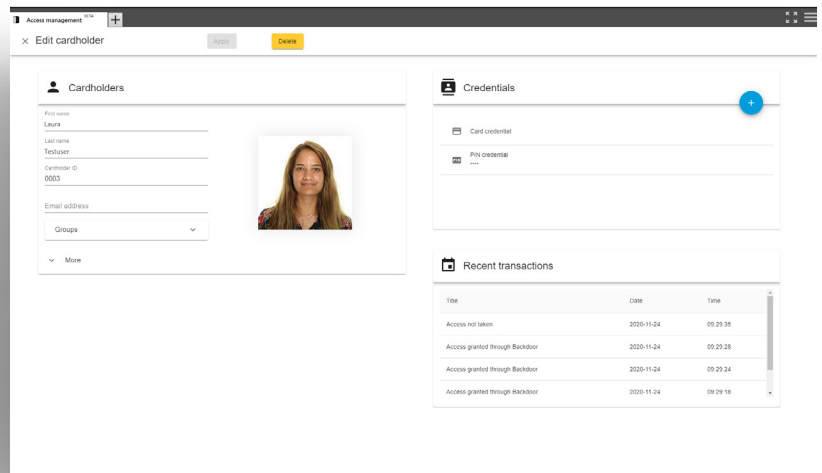 Access management BETA
Edit cardholder
Apply
Delete
Cardholders
First name
Laura
Last name
Testuser
Cardholder ID
0003
Email address
Groups
More
Credentials
Card credential
PIN credential
****
Recent transactions
Title Date Time
Access not taken 2020-11-24 09:29:35
Access granted through Backdoor 2020-11-24 09:29:28
Access granted through Backdoor 2020-11-24 09:29:24
Access granted through Backdoor 2020-11-24 09:29:18